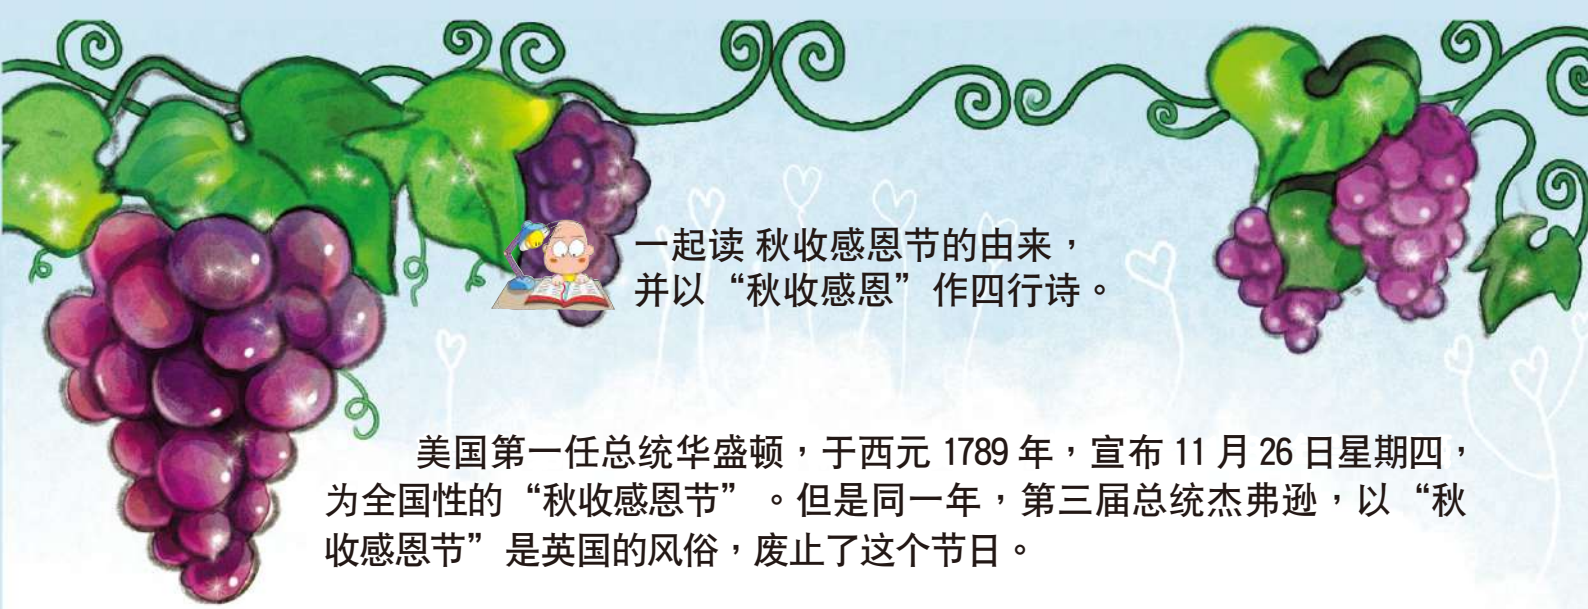 一起读 秋收感恩节的由来，
并以“秋收感恩”作四行诗。
美国第一任总统华盛顿，于西元 1789 年，宣布 11 月 26 日星期四，
为全国性的“秋收感恩节”。但是同一年，第三届总统杰弗逊，以“秋
收感恩节”是英国的风俗，废止了这个节日。